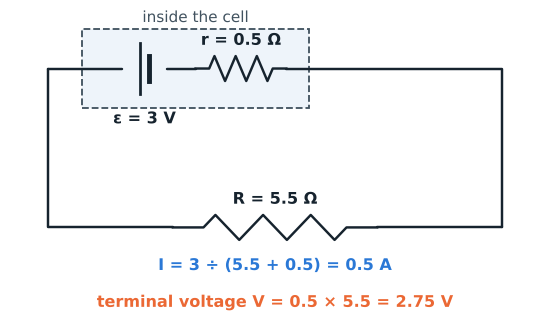 inside the cell
r = 0.5 Ω
ε = 3 V
R = 5.5 Ω
I = 3 ÷ (5.5 + 0.5) = 0.5 A
terminal voltage V = 0.5 × 5.5 = 2.75 V